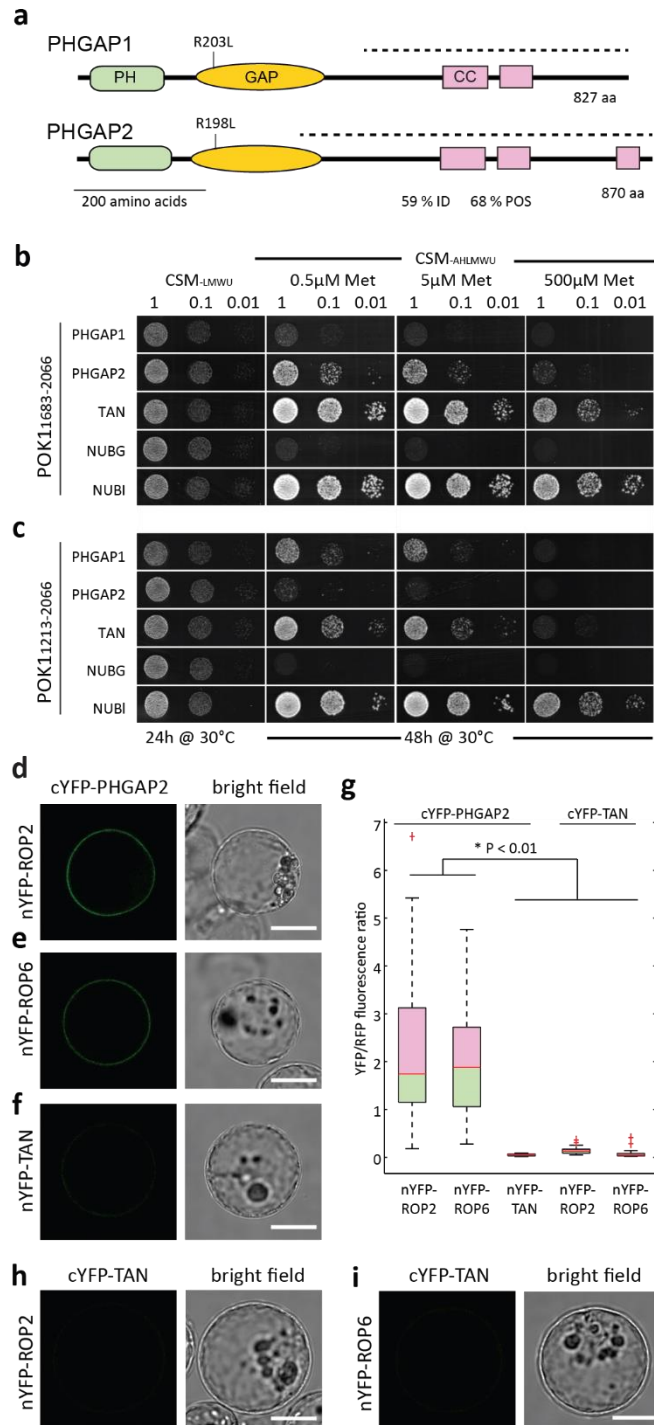 a
PHGAP1
R203L
PH
GAP
CC
827 aa
PHGAP2
R198L
200 amino acids
59 % ID 68 % POS
870 aa
b
CSM-AHLMWU
CSM-LMWU
0.5µM Met
5µM Met
500µM Met
1 0.1 0.01 1 0.1 0.01 1 0.1 0.01 1 0.1 0.01
POK11683-2066
PHGAP1
PHGAP2
TAN
NUBG
NUBI
c
POK11213-2066
PHGAP1
PHGAP2
TAN
NUBG
NUBI
24h @ 30°C
48h @ 30°C
d
cYFP-PHGAP2
bright field
nYFP-ROP2
e
nYFP-ROP6
f
nYFP-TAN
g
cYFP-PHGAP2
cYFP-TAN
* P < 0.01
YFP/RFP fluorescence ratio
7
6
5
4
3
2
1
0
nYFP-ROP2
nYFP-ROP6
nYFP-TAN
nYFP-ROP2
nYFP-ROP6
h
cYFP-TAN
bright field
nYFP-ROP2
i
cYFP-TAN
bright field
nYFP-ROP6